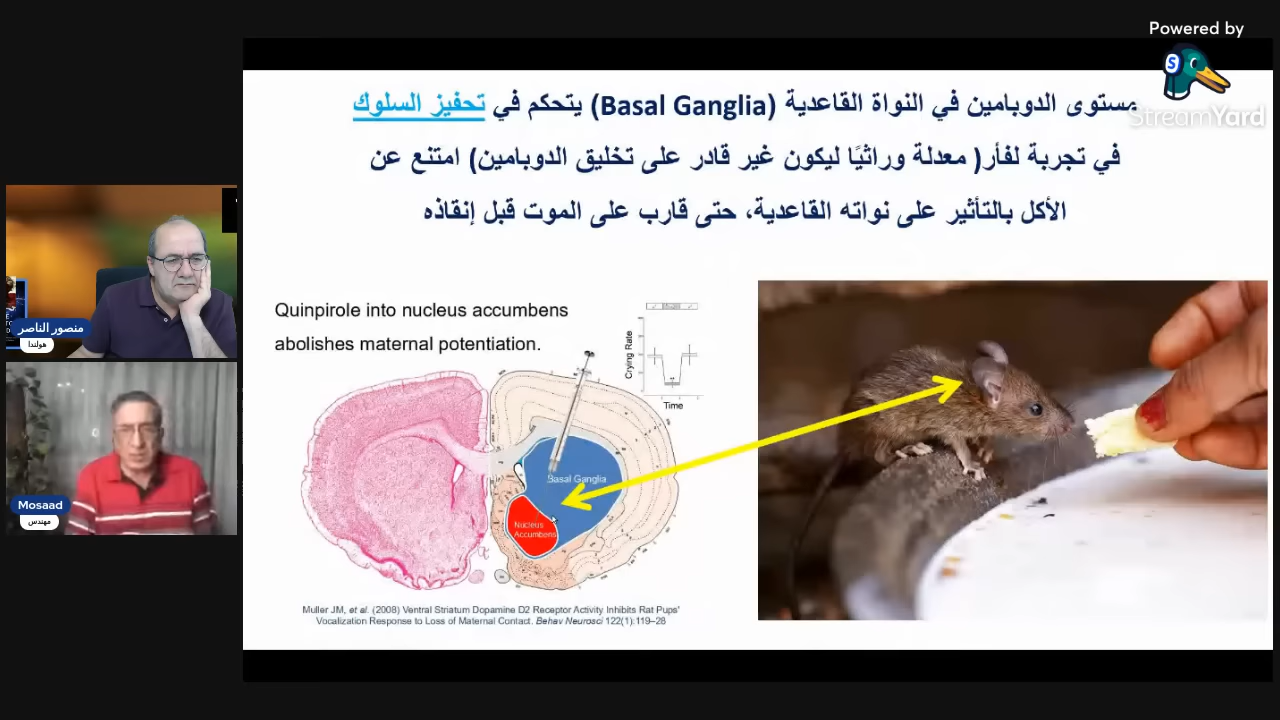 Powered by
StreamYard
مستوى الدوبامين في النواة القاعدية (Basal Ganglia) يتحكم في تحفيز السلوك
في تجربة لفأر( معدلة وراثيًا ليكون غير قادر على تخليق الدوبامين) امتنع عن
الأكل بالتأثير على نواته القاعدية، حتى قارب على الموت قبل إنقاذه
Quinpirole into nucleus accumbens
abolishes maternal potentiation.
Crying Rate
Time
Basal Ganglia
Nucleus
Accumbens
Muller JM, et al. (2008) Ventral Striatum Dopamine D2 Receptor Activity Inhibits Rat Pups'
Vocalization Response to Loss of Maternal Contact. Behav Neurosci 122(1):119–28
منصور الناصر
هولندا
Mosaad
مهندس